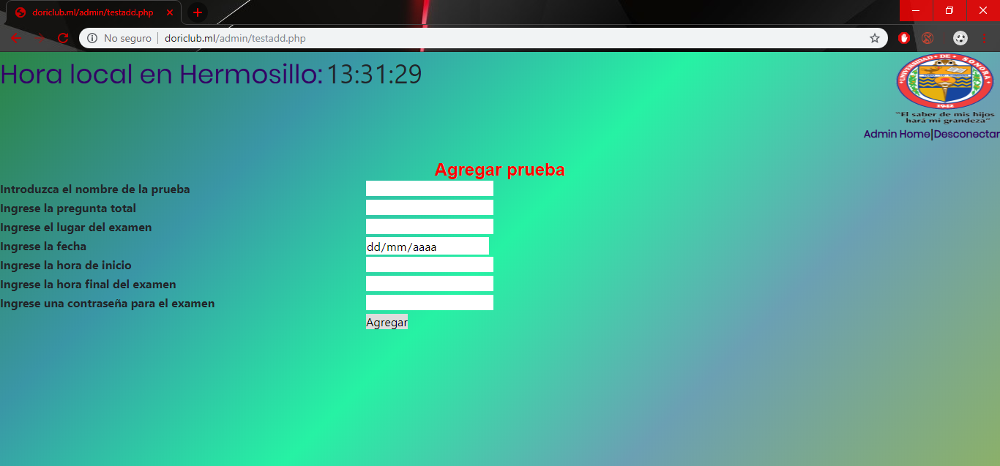 doriclub.ml/admin/testadd.php
No seguro doriclub.ml/admin/testadd.php
Hora local en Hermosillo: 13:31:29
UNIVERSIDAD DE SONORA
1942
"El saber de mis hijos
hará mi grandeza"
Admin Home|Desconectar
Agregar prueba
Introduzca el nombre de la prueba
Ingrese la pregunta total
Ingrese el lugar del examen
Ingrese la fecha dd/mm/aaaa
Ingrese la hora de inicio
Ingrese la hora final del examen
Ingrese una contraseña para el examen
Agregar